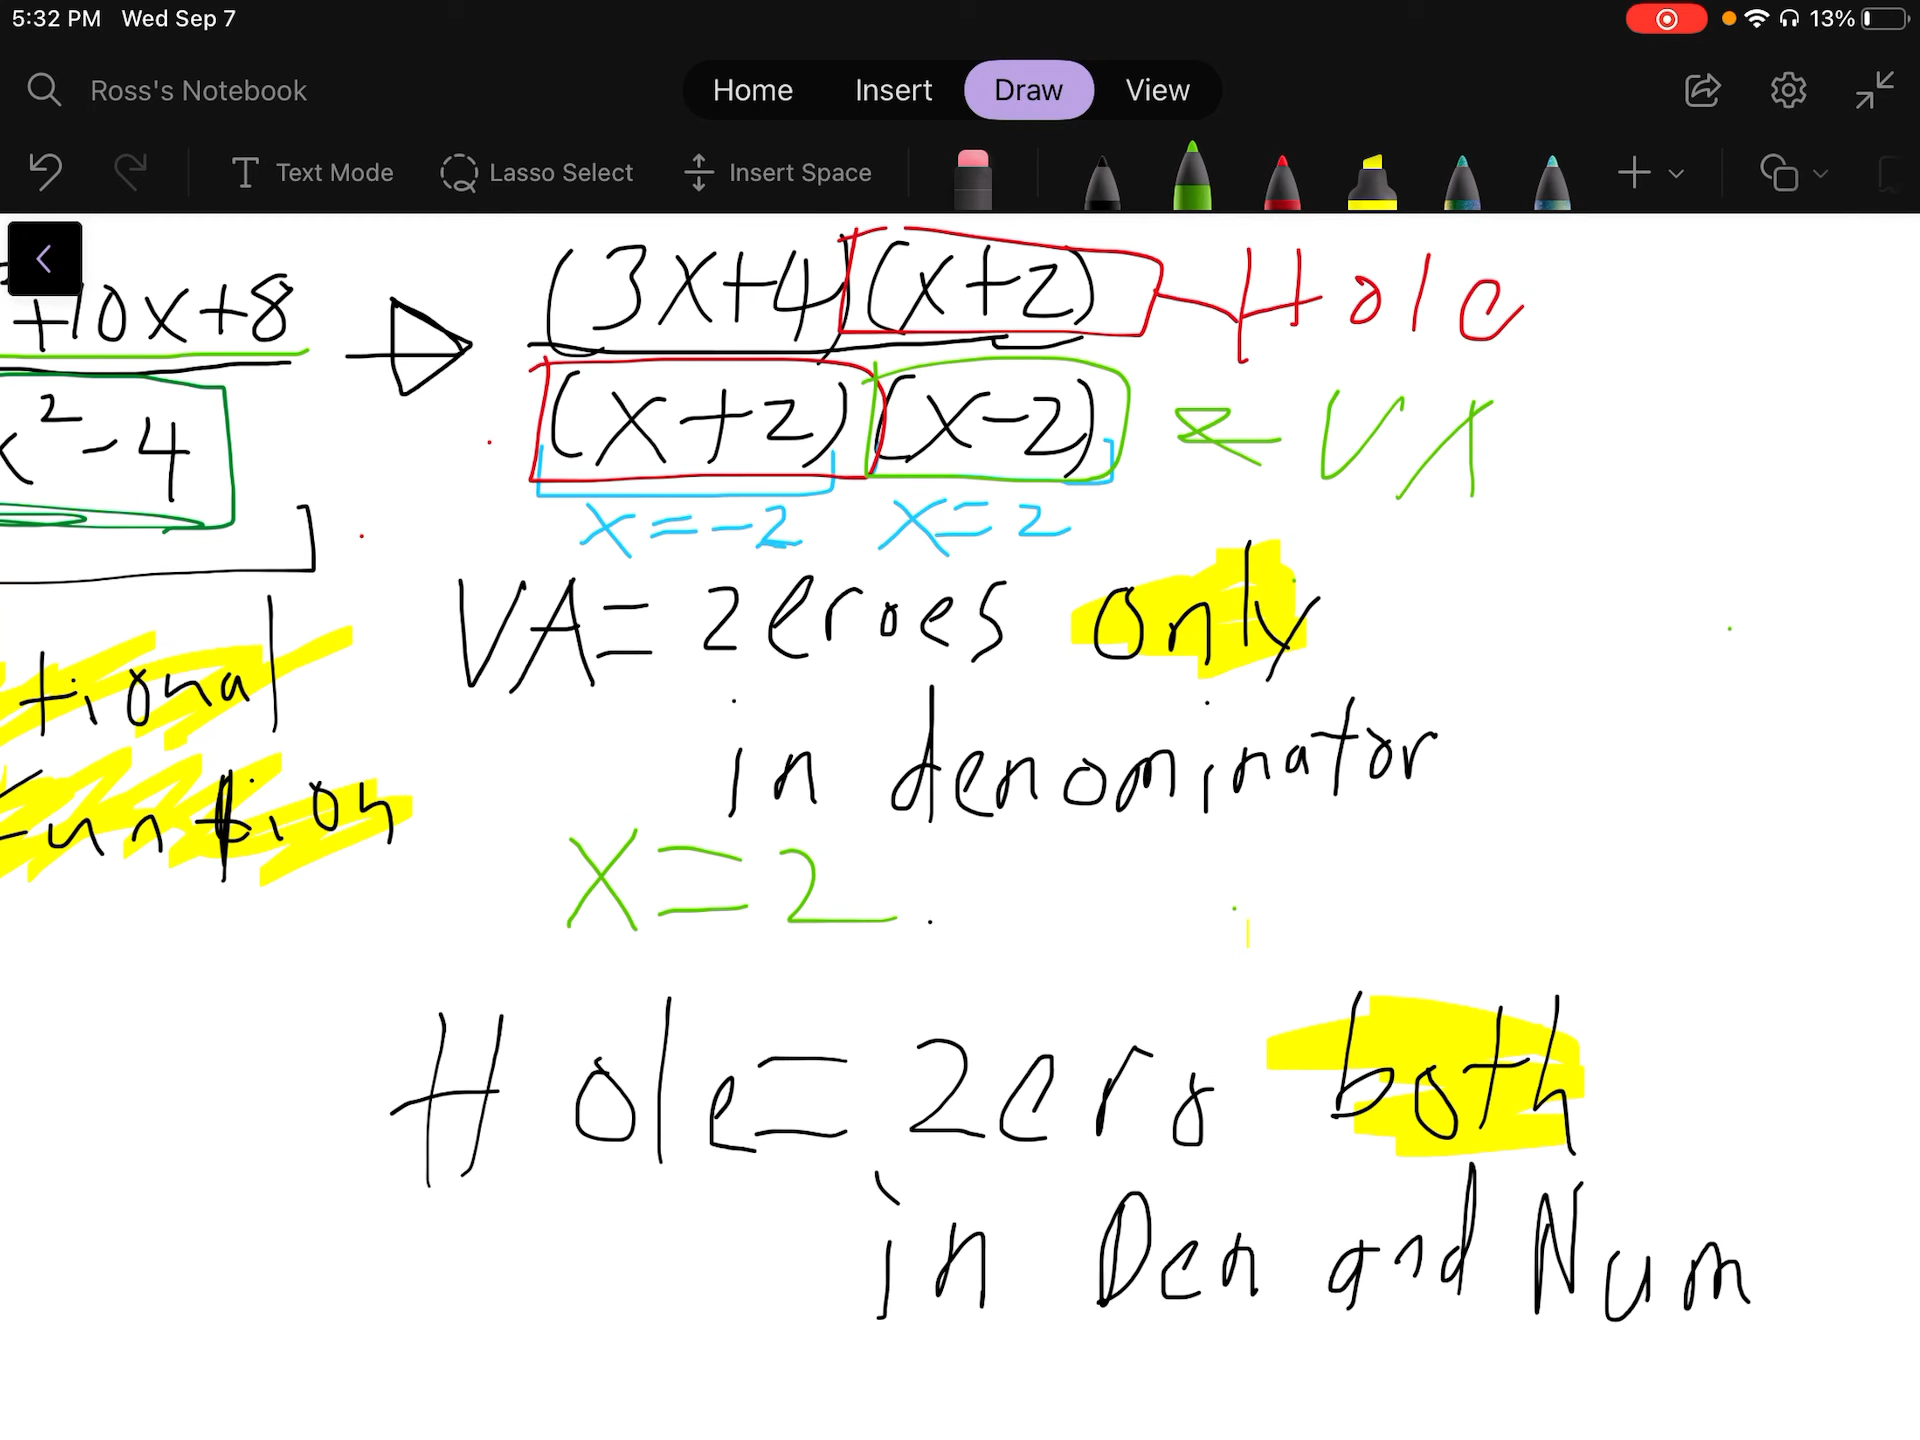 5:32 PM Wed Sep 7
13%
Ross's Notebook
Home Insert Draw View
Text Mode Lasso Select Insert Space
+10x+8 (3x+4)(x+2) Hole
x²-4 (x+2)(x-2) VA
x=-2 x=2
VA= zeroes only
in denominator
tional
Function
x=2
Hole= zero both
in Den and Num